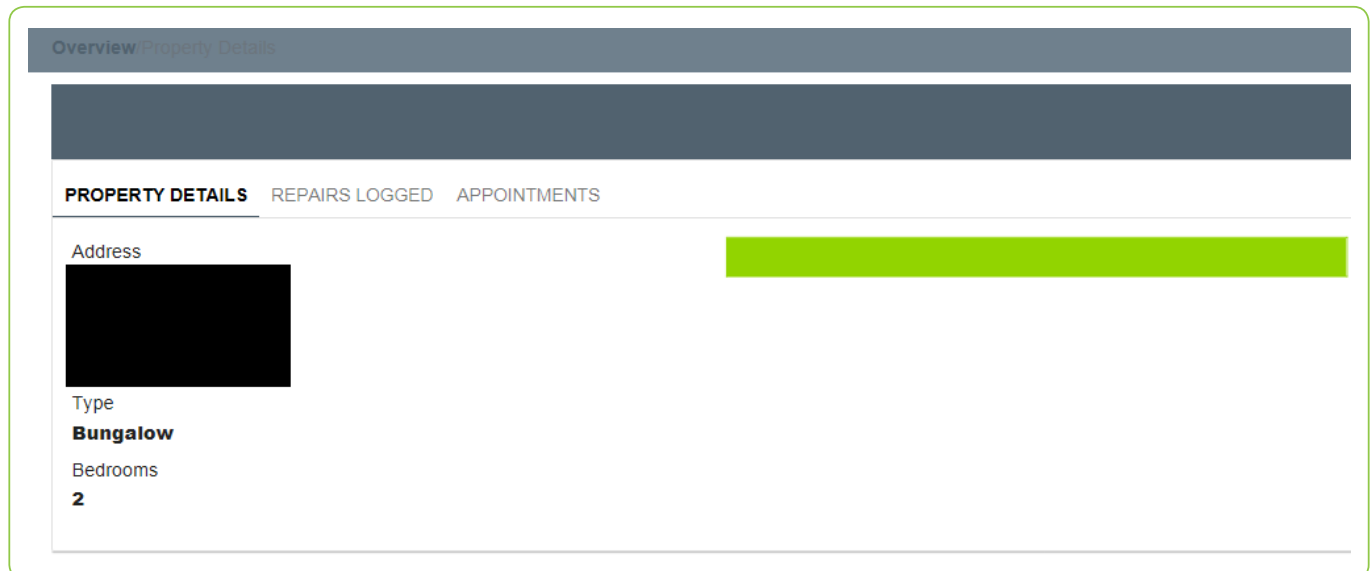 Overview/Property Details
PROPERTY DETAILS REPAIRS LOGGED APPOINTMENTS
Address
Type
Bungalow
Bedrooms
2